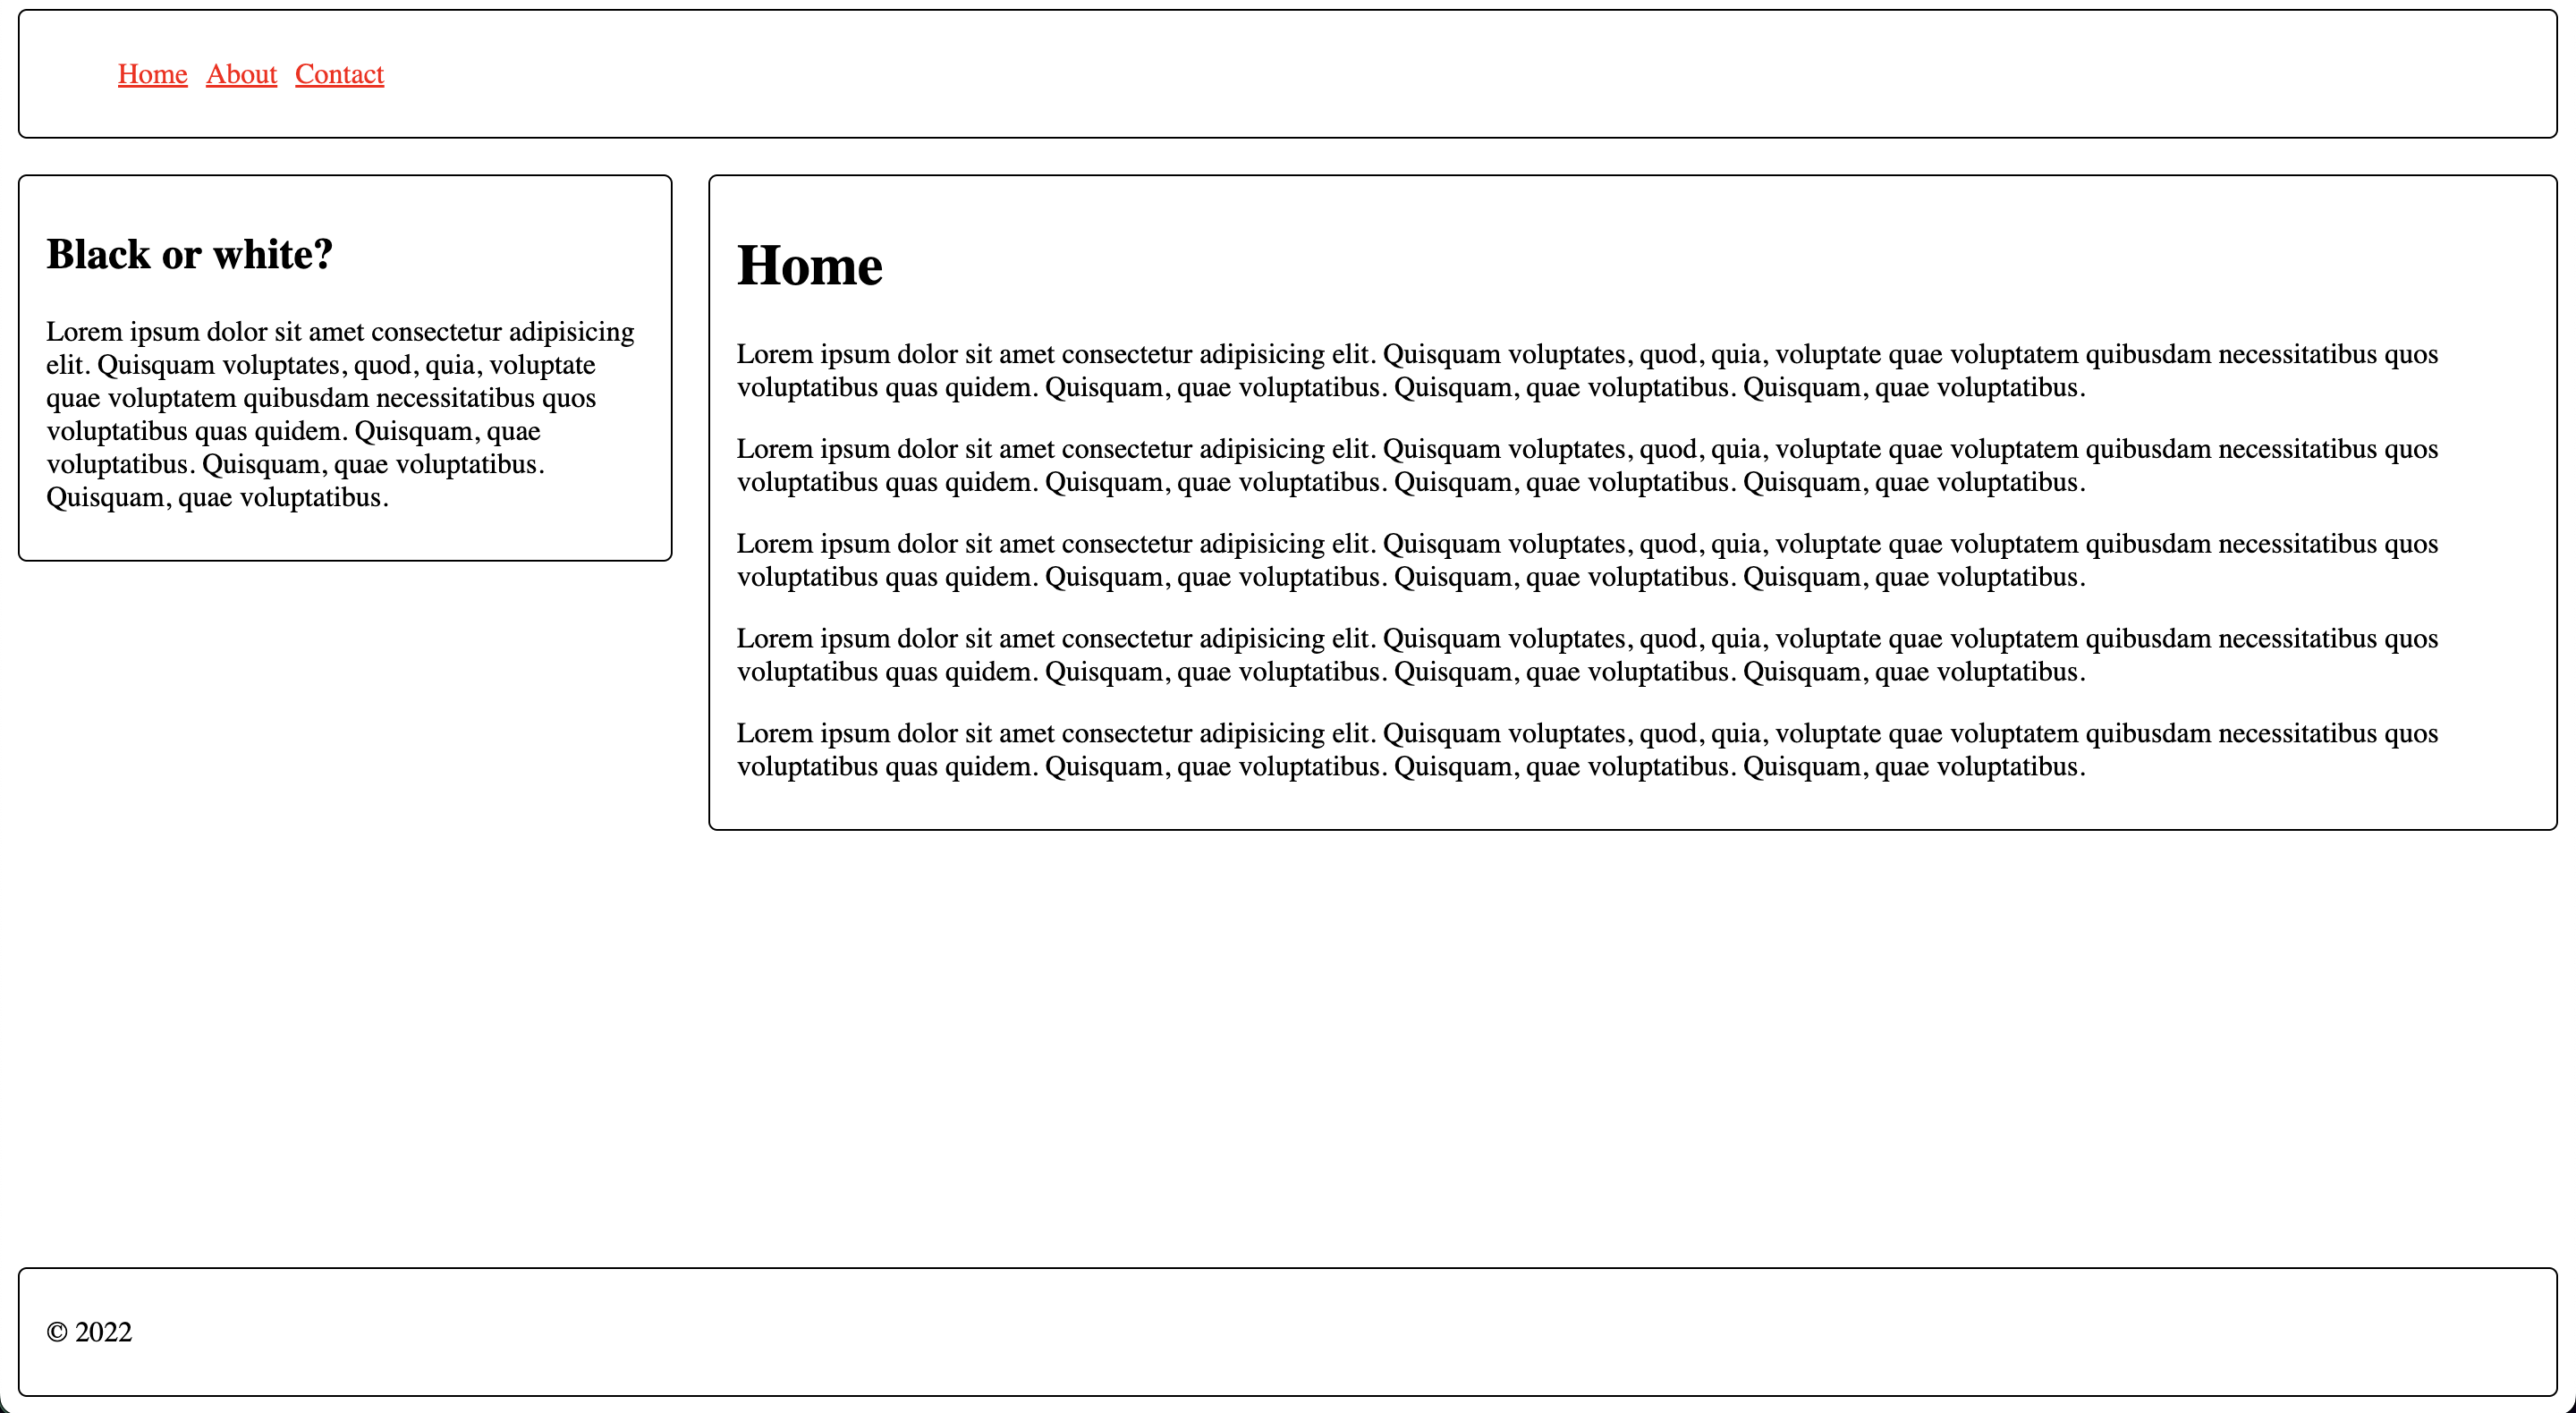 Home About Contact
Black or white?
Lorem ipsum dolor sit amet consectetur adipisicing
elit. Quisquam voluptates, quod, quia, voluptate
quae voluptatem quibusdam necessitatibus quos
voluptatibus quas quidem. Quisquam, quae
voluptatibus. Quisquam, quae voluptatibus.
Quisquam, quae voluptatibus.
Home
Lorem ipsum dolor sit amet consectetur adipisicing elit. Quisquam voluptates, quod, quia, voluptate quae voluptatem quibusdam necessitatibus quos
voluptatibus quas quidem. Quisquam, quae voluptatibus. Quisquam, quae voluptatibus. Quisquam, quae voluptatibus.
Lorem ipsum dolor sit amet consectetur adipisicing elit. Quisquam voluptates, quod, quia, voluptate quae voluptatem quibusdam necessitatibus quos
voluptatibus quas quidem. Quisquam, quae voluptatibus. Quisquam, quae voluptatibus. Quisquam, quae voluptatibus.
Lorem ipsum dolor sit amet consectetur adipisicing elit. Quisquam voluptates, quod, quia, voluptate quae voluptatem quibusdam necessitatibus quos
voluptatibus quas quidem. Quisquam, quae voluptatibus. Quisquam, quae voluptatibus. Quisquam, quae voluptatibus.
Lorem ipsum dolor sit amet consectetur adipisicing elit. Quisquam voluptates, quod, quia, voluptate quae voluptatem quibusdam necessitatibus quos
voluptatibus quas quidem. Quisquam, quae voluptatibus. Quisquam, quae voluptatibus. Quisquam, quae voluptatibus.
Lorem ipsum dolor sit amet consectetur adipisicing elit. Quisquam voluptates, quod, quia, voluptate quae voluptatem quibusdam necessitatibus quos
voluptatibus quas quidem. Quisquam, quae voluptatibus. Quisquam, quae voluptatibus. Quisquam, quae voluptatibus.
© 2022